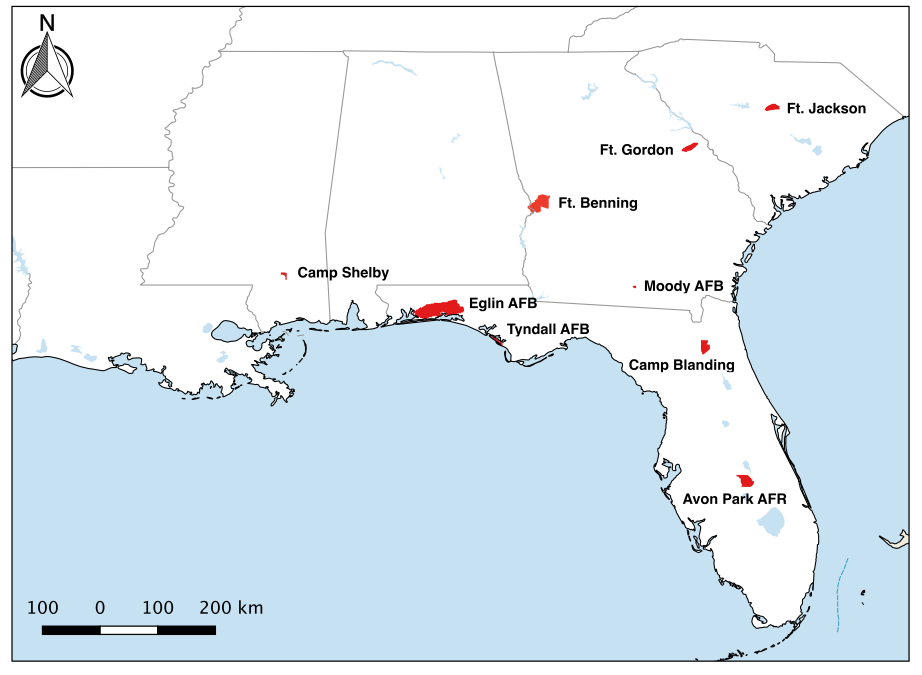 N
Ft. Jackson
Ft. Gordon
Ft. Benning
Camp Shelby
Moody AFB
Eglin AFB
Tyndall AFB
Camp Blanding
Avon Park AFR
100 0 100 200 km